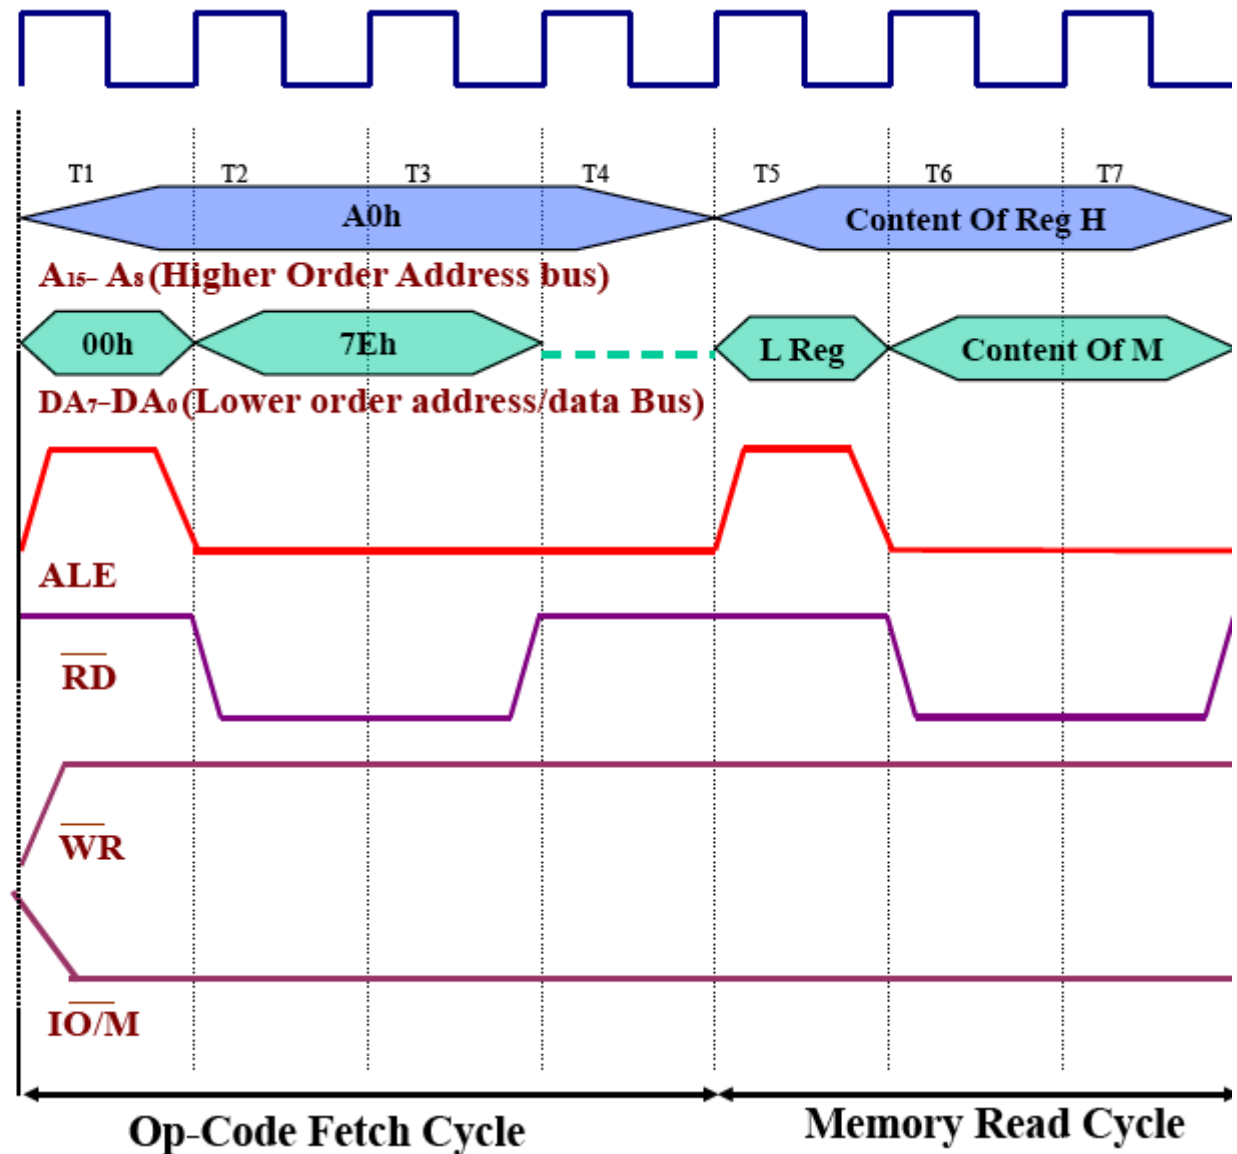 T1 T2 T3 T4 T5 T6 T7
A0h Content Of Reg H
A₁₅– A₈ (Higher Order Address bus)
00h 7Eh L Reg Content Of M
DA₇–DA₀ (Lower order address/data Bus)
ALE
R̅D̅
W̅R̅
IO̅/M̅
Op-Code Fetch Cycle Memory Read Cycle